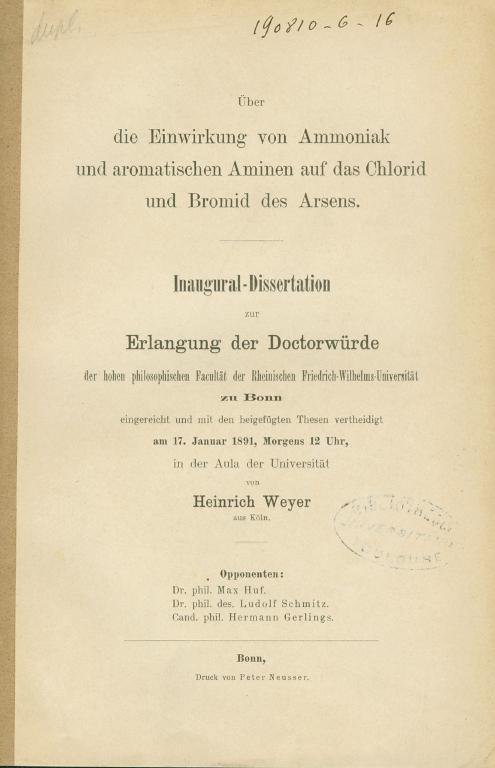 dupl.
190810-6-16
Über
die Einwirkung von Ammoniak
und aromatischen Aminen auf das Chlorid
und Bromid des Arsens.
Inaugural-Dissertation
zur
Erlangung der Doctorwürde
der hohen philosophischen Facultät der Rheinischen Friedrich-Wilhelms-Universität
zu Bonn
eingereicht und mit den beigefügten Thesen vertheidigt
am 17. Januar 1891, Morgens 12 Uhr,
in der Aula der Universität
von
Heinrich Weyer
aus Köln.
Opponenten:
Dr. phil. Max Huf.
Dr. phil. des. Ludolf Schmitz.
Cand. phil. Hermann Gerlings.
Bonn,
Druck von Peter Neusser.